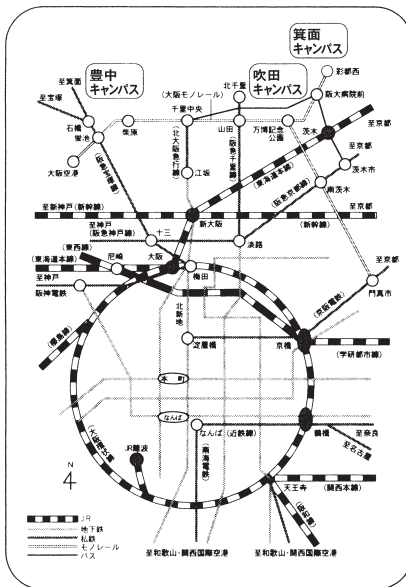 箕面
キャンパス
豊中
キャンパス
吹田
キャンパス
彩都西
至箕面
至宝塚
(大阪モノレール)
北千里
千里中央
阪大病院前
石橋
蛍池
柴原
山田
万博記念
公園
茨木
至京都
大阪空港
(阪急宝塚線)
(北大阪急行線)
(阪急千里線)
江坂
(東海道本線)
(阪急京都線)
茨木市
南茨木
至新神戸(新幹線)
新大阪
(新幹線)
至京都
至神戸
(阪急神戸線)
十三
淡路
(東西線)
(東海道本線)
尼崎
大阪
梅田
至神戸
阪神電鉄
至京都
門真市
北新地
(京阪電鉄)
淀屋橋
京橋
(学研都市線)
(桜島線)
本町
なんば
なんば
(近鉄線)
鶴橋
至奈良
至名古屋
(大阪環状線)
JR難波
(南海電鉄)
天王寺
(関西本線)
(阪和線)
N
至和歌山・関西国際空港
至和歌山・関西国際空港
JR
地下鉄
私鉄
モノレール
バス